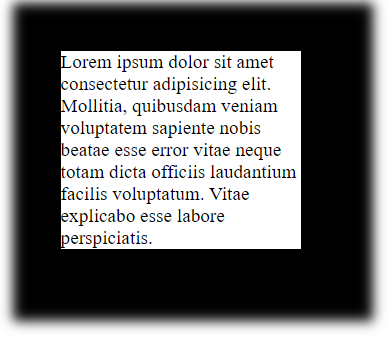 Lorem ipsum dolor sit amet
consectetur adipisicing elit.
Mollitia, quibusdam veniam
voluptatem sapiente nobis
beatae esse error vitae neque
totam dicta officiis laudantium
facilis voluptatum. Vitae
explicabo esse labore
perspiciatis.